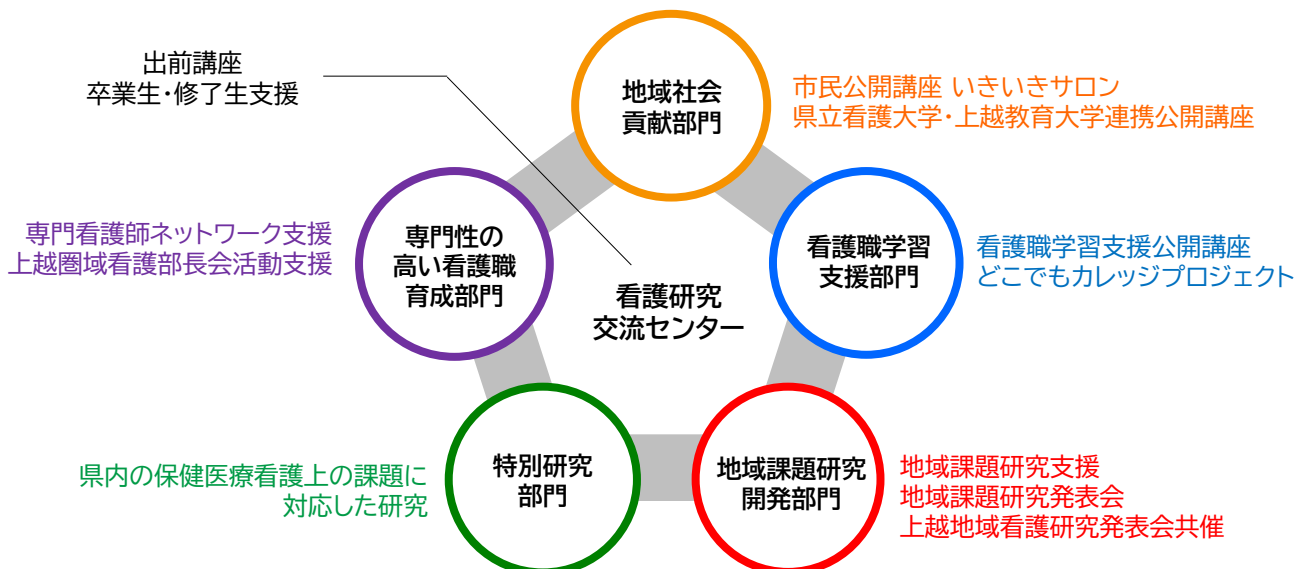 出前講座
卒業生・修了生支援
地域社会
貢献部門
市民公開講座 いきいきサロン
県立看護大学・上越教育大学連携公開講座
専門看護師ネットワーク支援
上越圏域看護部長会活動支援
専門性の
高い看護職
育成部門
看護研究
交流センター
看護職学習
支援部門
看護職学習支援公開講座
どこでもカレッジプロジェクト
県内の保健医療看護上の課題に
対応した研究
特別研究
部門
地域課題研究
開発部門
地域課題研究支援
地域課題研究発表会
上越地域看護研究発表会共催